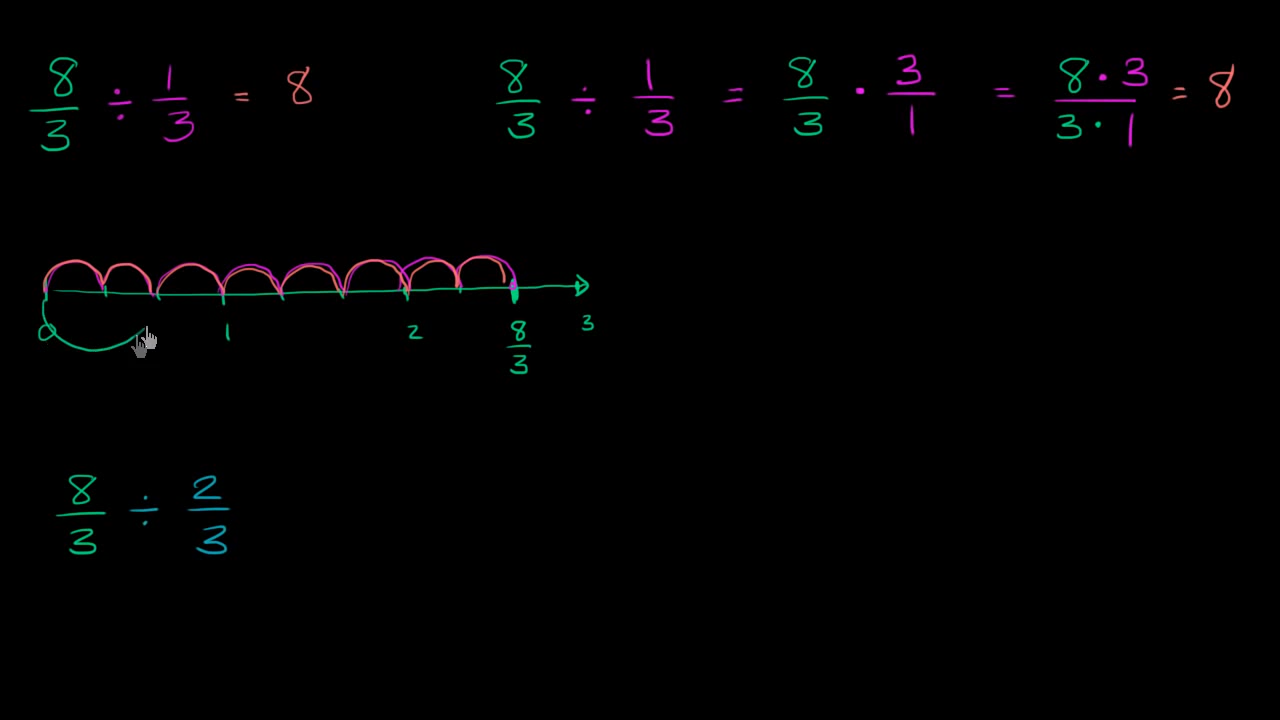 8/3 ÷ 1/3 = 8
8/3 ÷ 1/3 = 8/3 · 3/1 = 8·3/3·1 = 8
0 1 2 8/3 3
8/3 ÷ 2/3